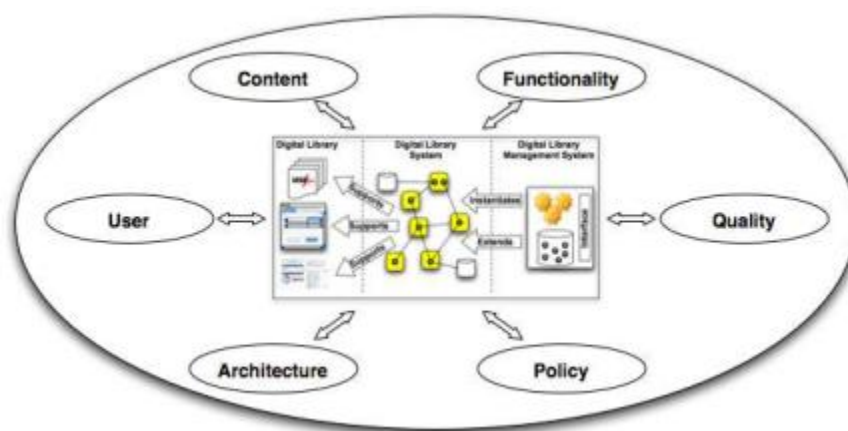 Content
Functionality
Digital Library
Digital Library
System
Digital Library
Management System
Supports
Instantiates
User
Supports
Quality
Extends
Supports
Architecture
Policy